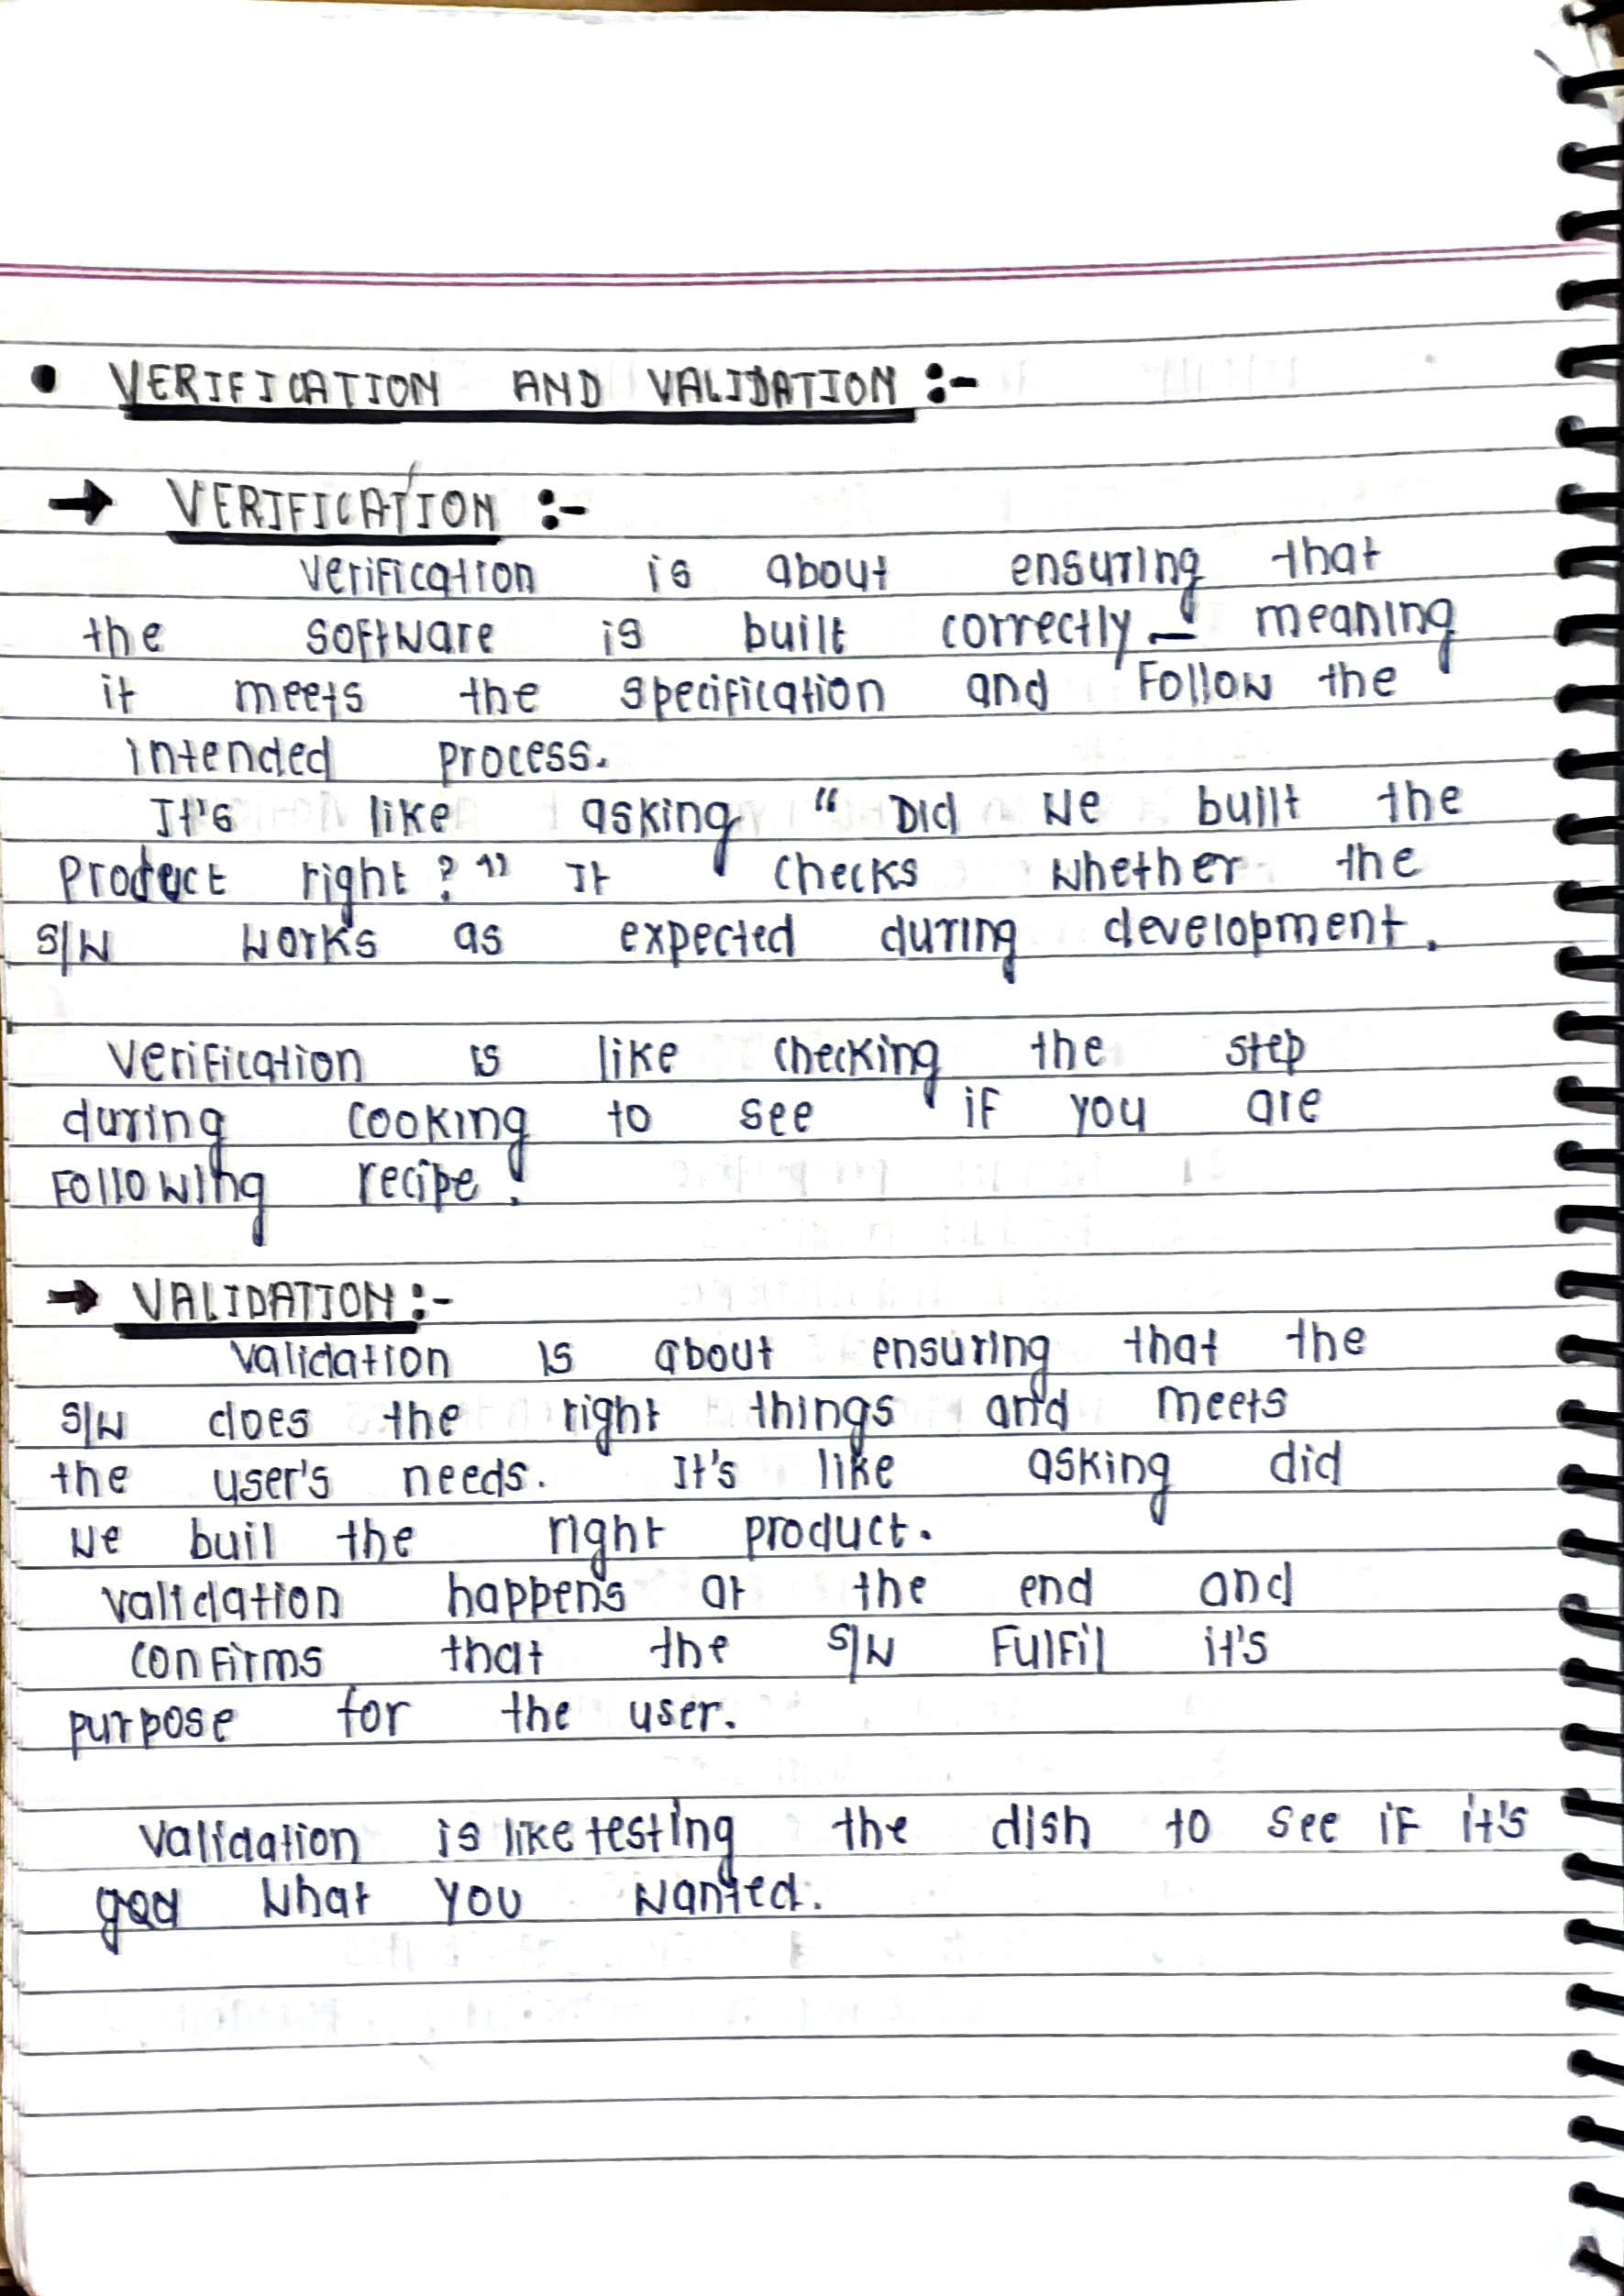 • VERIFICATION AND VALIDATION :-
→ VERIFICATION :-
Verification is about ensuring that
the software is built correctly — meaning
it meets the specification and Follow the
intended process.
It's like asking “ Did we built the
Product right ? ” It checks whether the
S/W works as expected during development.
Verification is like checking the step
during cooking to see if you are
Following recipe.
→ VALIDATION :-
Validation is about ensuring that the
S/W does the right things and meets
the user's needs. It's like asking did
we buil the right product.
validation happens at the end and
confirms that the S/W Fulfil it's
purpose for the user.
Validation is like testing the dish to see if it's
what you wanted.